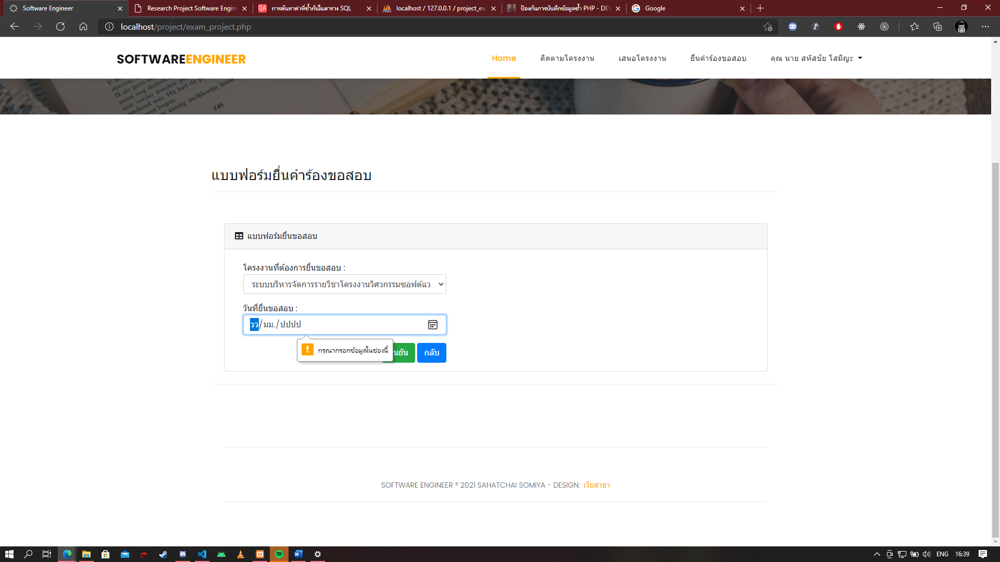 Software Engineer
Research Project Software Engin
QA การค้นหาค่าที่ซ้ำกันในตาราง SQL
localhost / 127.0.0.1 / project_ex
ป้องกันการบันทึกข้อมูลซ้ำ PHP - DEV
Google
localhost/project/exam_project.php
SOFTWAREENGINEER
Home
ติดตามโครงงาน
เสนอโครงงาน
ยื่นคำร้องขอสอบ
คุณ นาย สหัสชัย โสมิญะ
146
แบบฟอร์มยื่นคำร้องขอสอบ
แบบฟอร์มยื่นขอสอบ
โครงงานที่ต้องการยื่นขอสอบ :
ระบบบริหารจัดการรายวิชาโครงงานวิศวกรรมซอฟต์แว
วันที่ยื่นขอสอบ :
วว/มม./ปปปป
กรุณากรอกข้อมูลในช่องนี้
นยัน
กลับ
SOFTWARE ENGINEER ® 2021 SAHATCHAI SOMIYA - DESIGN: เว็บสาขา
ENG
16:39